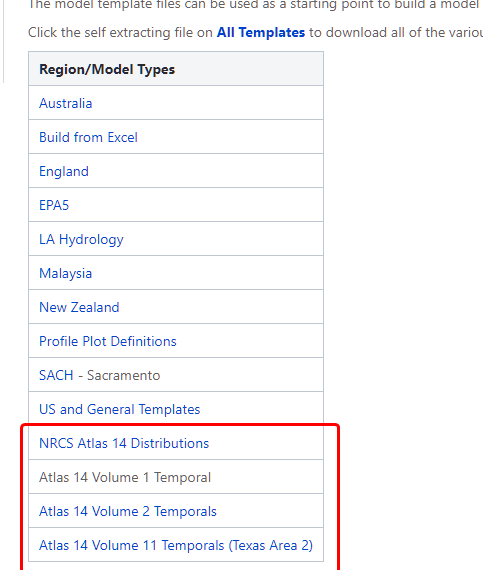 The model template files can be used as a starting point to build a model
Click the self extracting file on All Templates to download all of the variou
Region/Model Types
Australia
Build from Excel
England
EPA5
LA Hydrology
Malaysia
New Zealand
Profile Plot Definitions
SACH - Sacramento
US and General Templates
NRCS Atlas 14 Distributions
Atlas 14 Volume 1 Temporal
Atlas 14 Volume 2 Temporals
Atlas 14 Volume 11 Temporals (Texas Area 2)